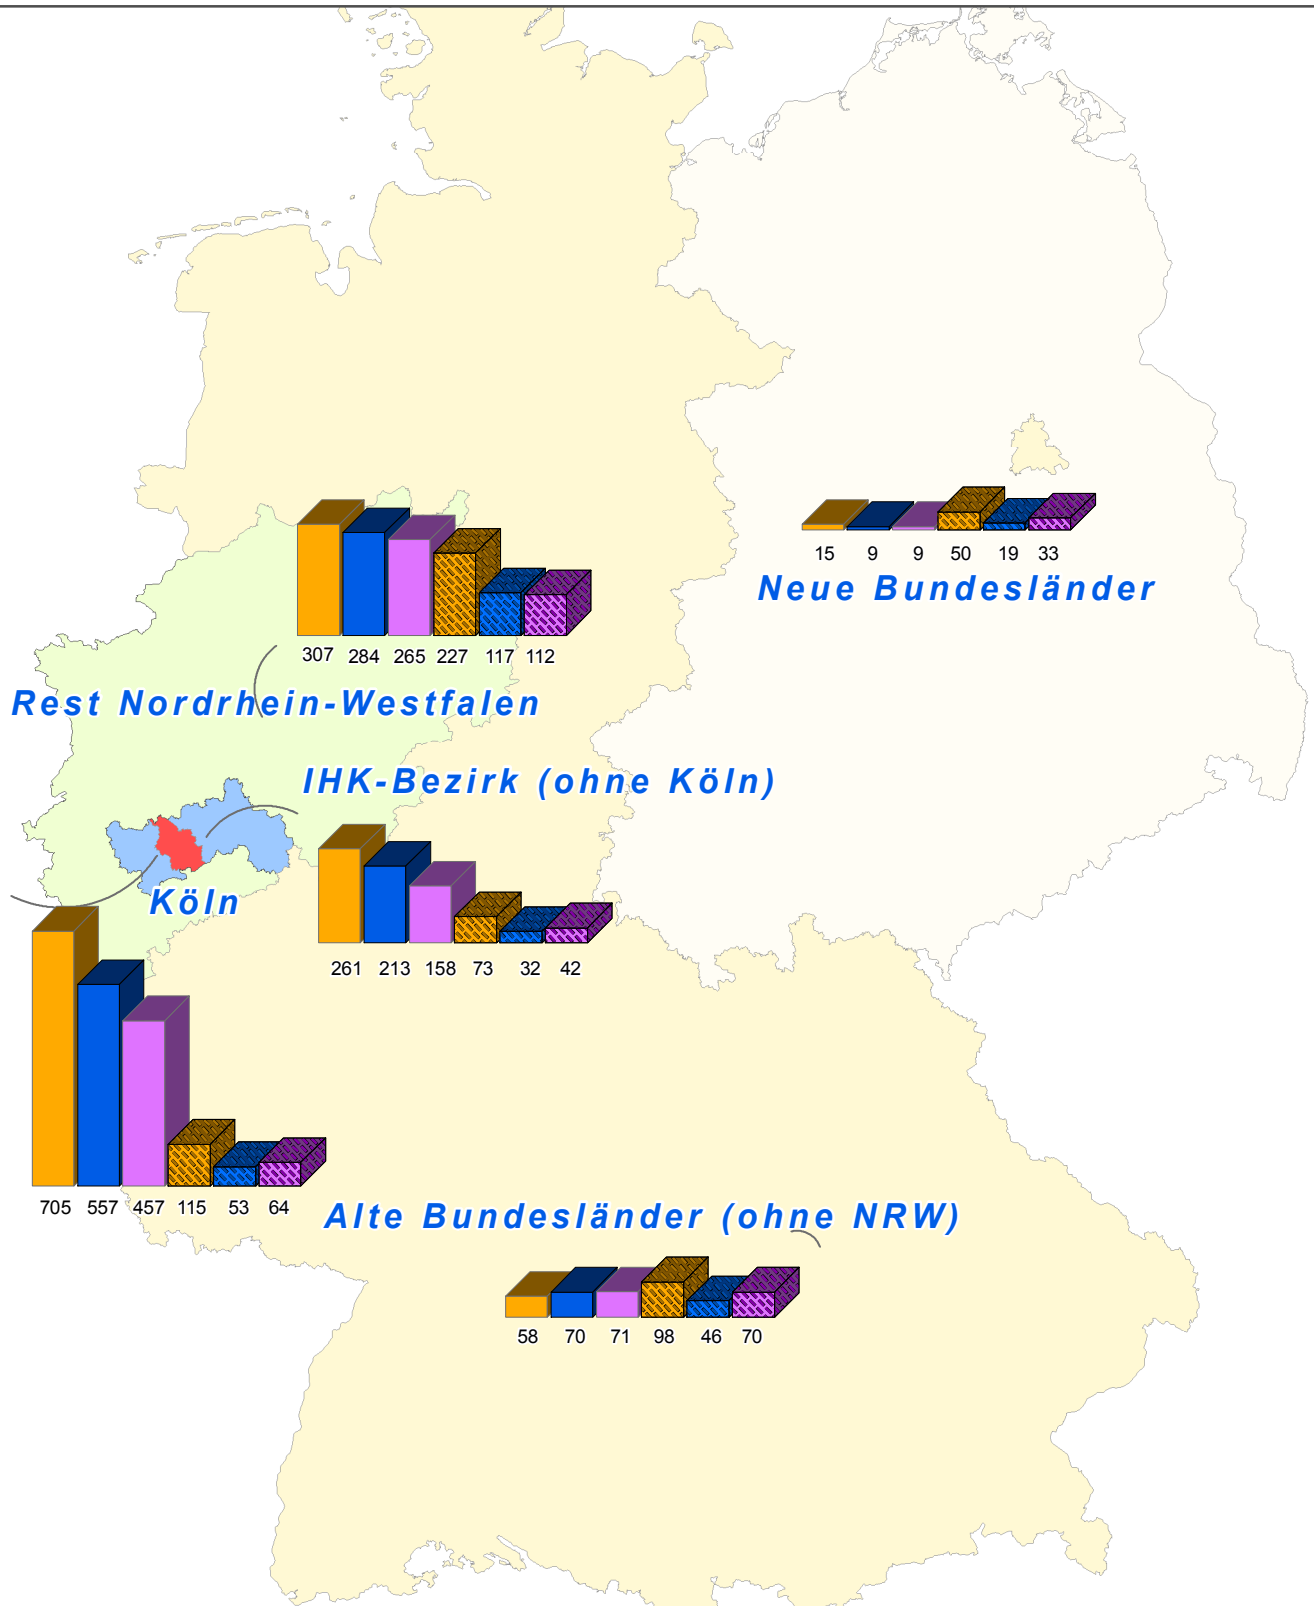 15 9 9 50 19 33
Neue Bundesländer
307 284 265 227 117 112
Rest Nordrhein-Westfalen
IHK-Bezirk (ohne Köln)
Köln
261 213 158 73 32 42
705 557 457 115 53 64
Alte Bundesländer (ohne NRW)
58 70 71 98 46 70